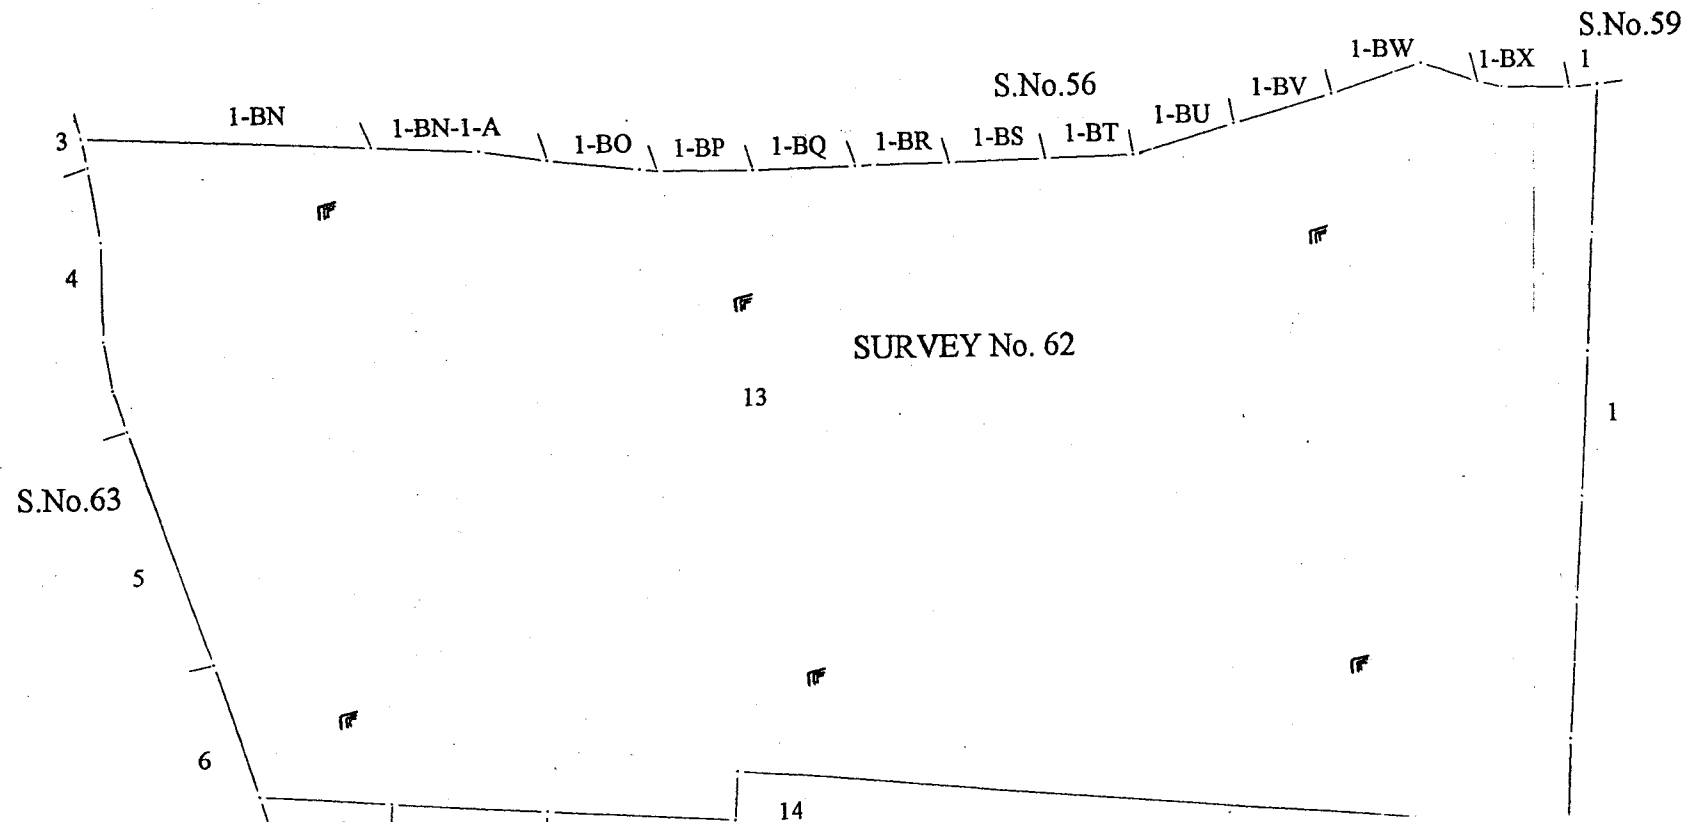 S.No.59
1-BW
1-BX
1
S.No.56
1-BV
1-BN
1-BN-1-A
1-BU
3
1-BO
1-BP
1-BQ
1-BR
1-BS
1-BT
4
SURVEY No. 62
13
1
S.No.63
5
6
14